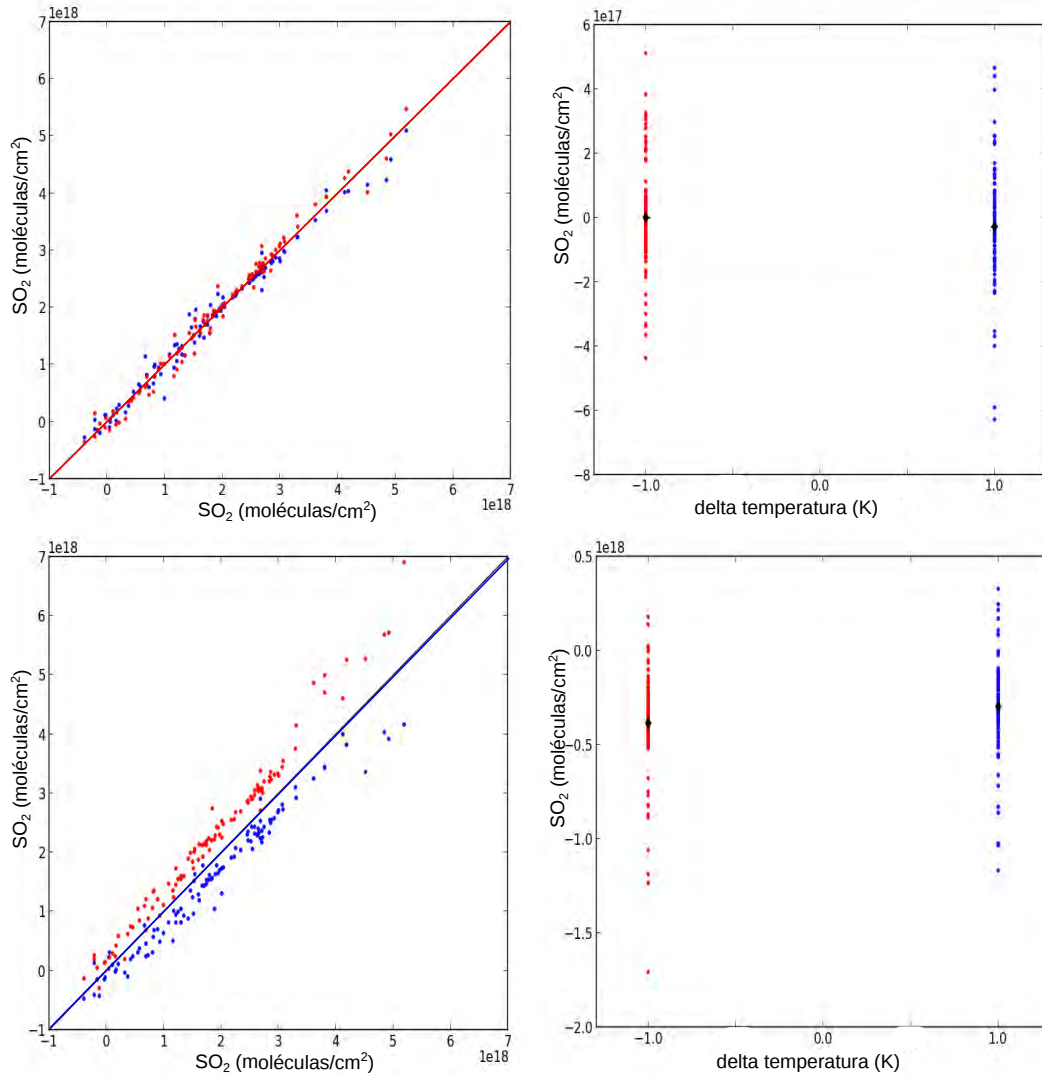 1e18
7
6
5
4
3
2
1
0
−1
SO2 (moléculas/cm2)
−1 0 1 2 3 4 5 6 7
1e18
SO2 (moléculas/cm2)
1e17
6
4
2
0
−2
−4
−6
−8
SO2 (moléculas/cm2)
−1.0 0.0 1.0
delta temperatura (K)
1e18
7
6
5
4
3
2
1
0
−1
SO2 (moléculas/cm2)
−1 0 1 2 3 4 5 6 7
1e18
SO2 (moléculas/cm2)
1e18
0.5
0.0
−0.5
−1.0
−1.5
−2.0
SO2 (moléculas/cm2)
−1.0 0.0 1.0
delta temperatura (K)